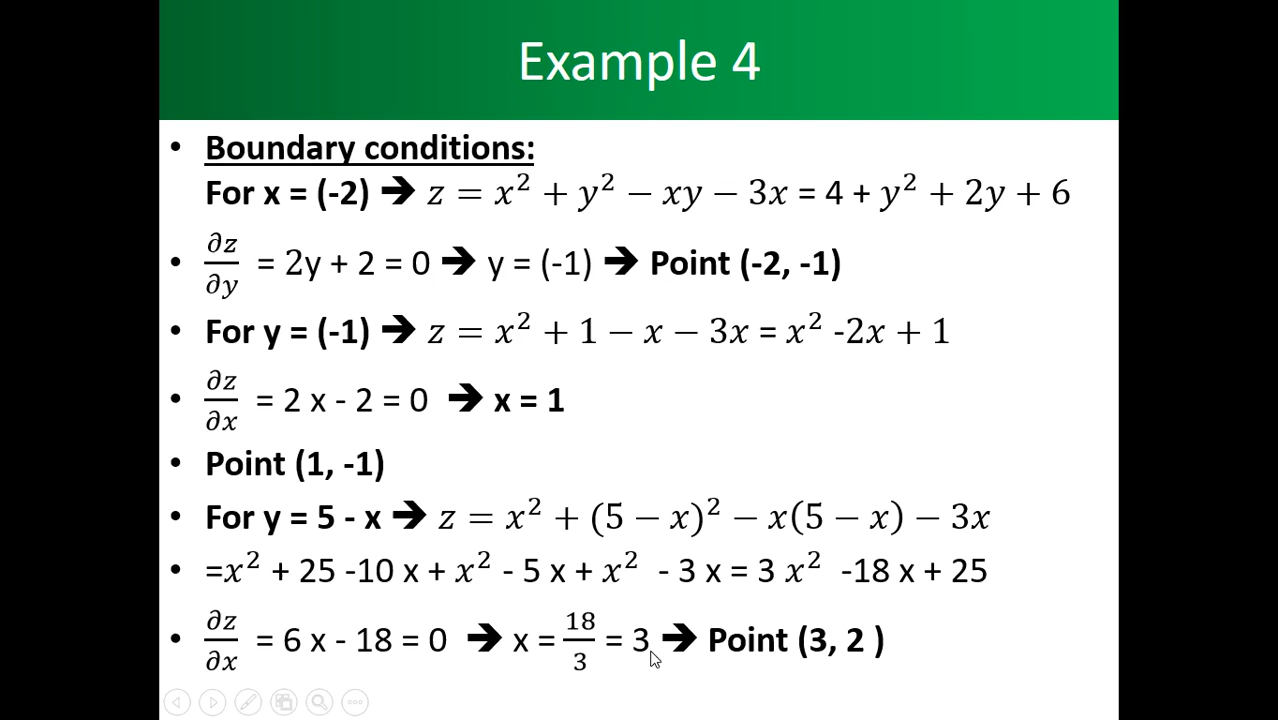 Example 4
• Boundary conditions:
For x = (-2) ➔ z = x² + y² − xy − 3x = 4 + y² + 2y + 6
• ∂z/∂y = 2y + 2 = 0 ➔ y = (-1) ➔ Point (-2, -1)
• For y = (-1) ➔ z = x² + 1 − x − 3x = x² -2x + 1
• ∂z/∂x = 2 x - 2 = 0 ➔ x = 1
• Point (1, -1)
• For y = 5 - x ➔ z = x² + (5 − x)² − x(5 − x) − 3x
• =x² + 25 -10 x + x² - 5 x + x² - 3 x = 3 x² -18 x + 25
• ∂z/∂x = 6 x - 18 = 0 ➔ x = 18/3 = 3 ➔ Point (3, 2 )